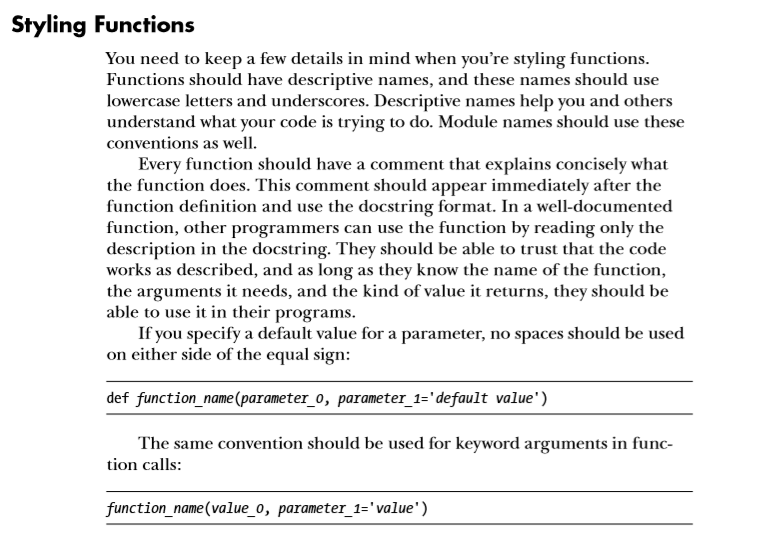 Styling Functions
You need to keep a few details in mind when you’re styling functions.
Functions should have descriptive names, and these names should use
lowercase letters and underscores. Descriptive names help you and others
understand what your code is trying to do. Module names should use these
conventions as well.
Every function should have a comment that explains concisely what
the function does. This comment should appear immediately after the
function definition and use the docstring format. In a well-documented
function, other programmers can use the function by reading only the
description in the docstring. They should be able to trust that the code
works as described, and as long as they know the name of the function,
the arguments it needs, and the kind of value it returns, they should be
able to use it in their programs.
If you specify a default value for a parameter, no spaces should be used
on either side of the equal sign:
def function_name(parameter_0, parameter_1='default value')
The same convention should be used for keyword arguments in func-
tion calls:
function_name(value_0, parameter_1='value')